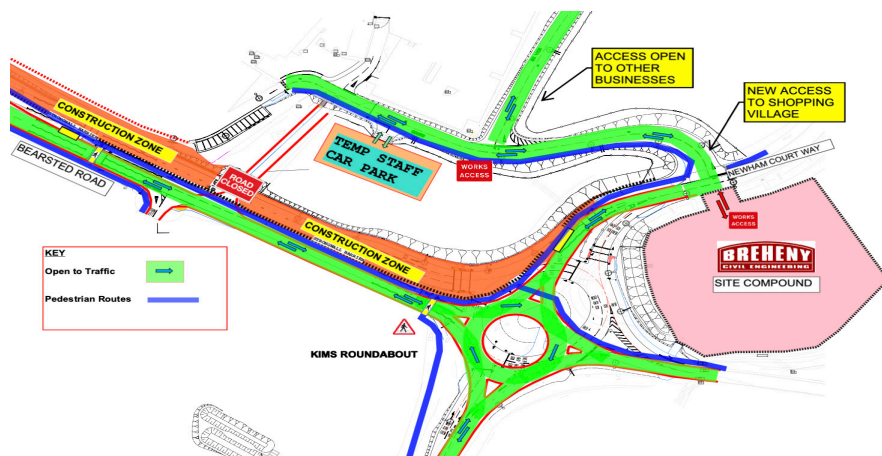 ACCESS OPEN
TO OTHER
BUSINESSES
NEW ACCESS
TO SHOPPING
VILLAGE
CONSTRUCTION ZONE
TEMP STAFF
CAR PARK
WORKS
ACCESS
NEWHAM COURT WAY
BEARSTED ROAD
ROAD
CLOSED
WORKS
ACCESS
BREHENY
CIVIL ENGINEERING
SITE COMPOUND
CONSTRUCTION ZONE
KEY
Open to Traffic
Pedestrian Routes
KIMS ROUNDABOUT